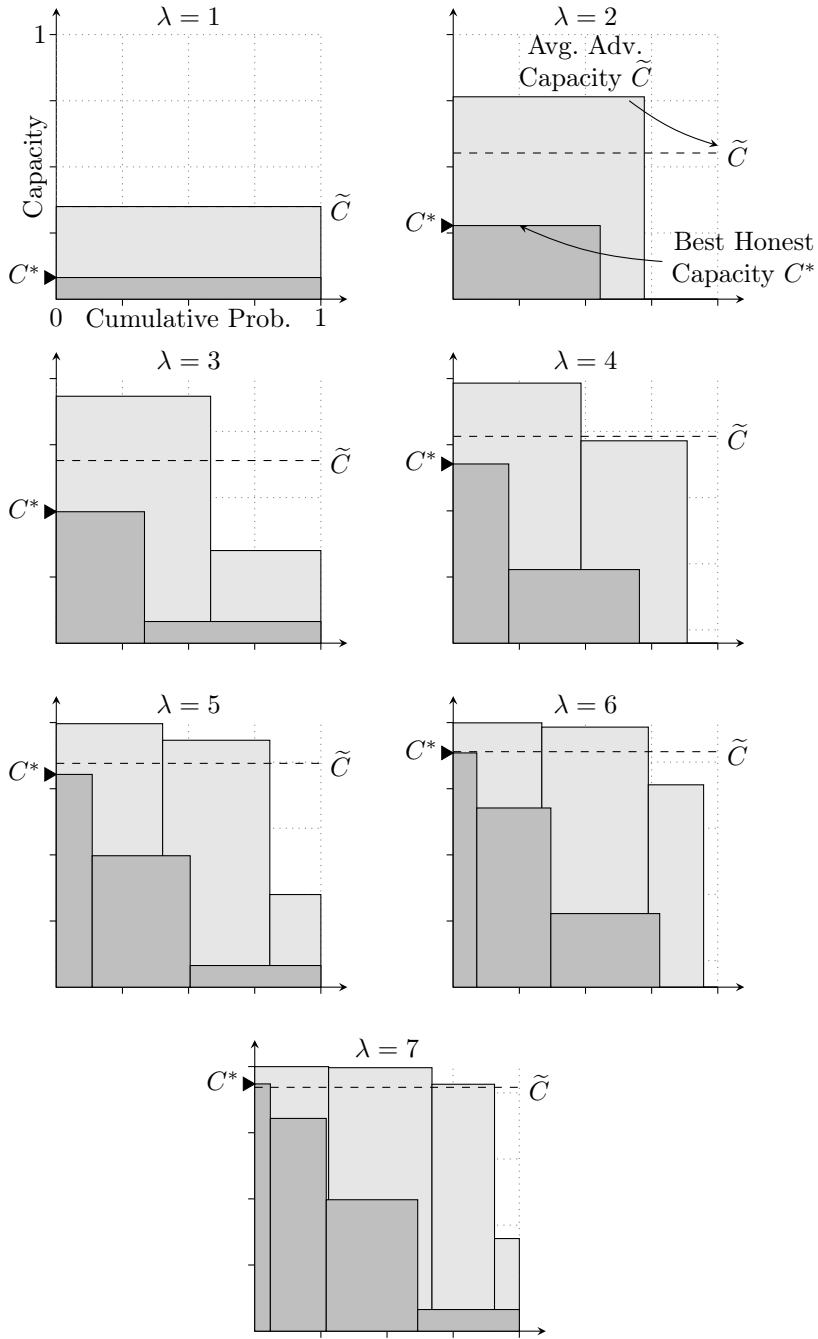 λ = 1
1
Capacity
C̃
C*
0 Cumulative Prob. 1
λ = 2
Avg. Adv.
Capacity C̃
C̃
C*
Best Honest
Capacity C*
λ = 3
C̃
C*
λ = 4
C̃
C*
λ = 5
C*
C̃
λ = 6
C*
C̃
λ = 7
C*
C̃